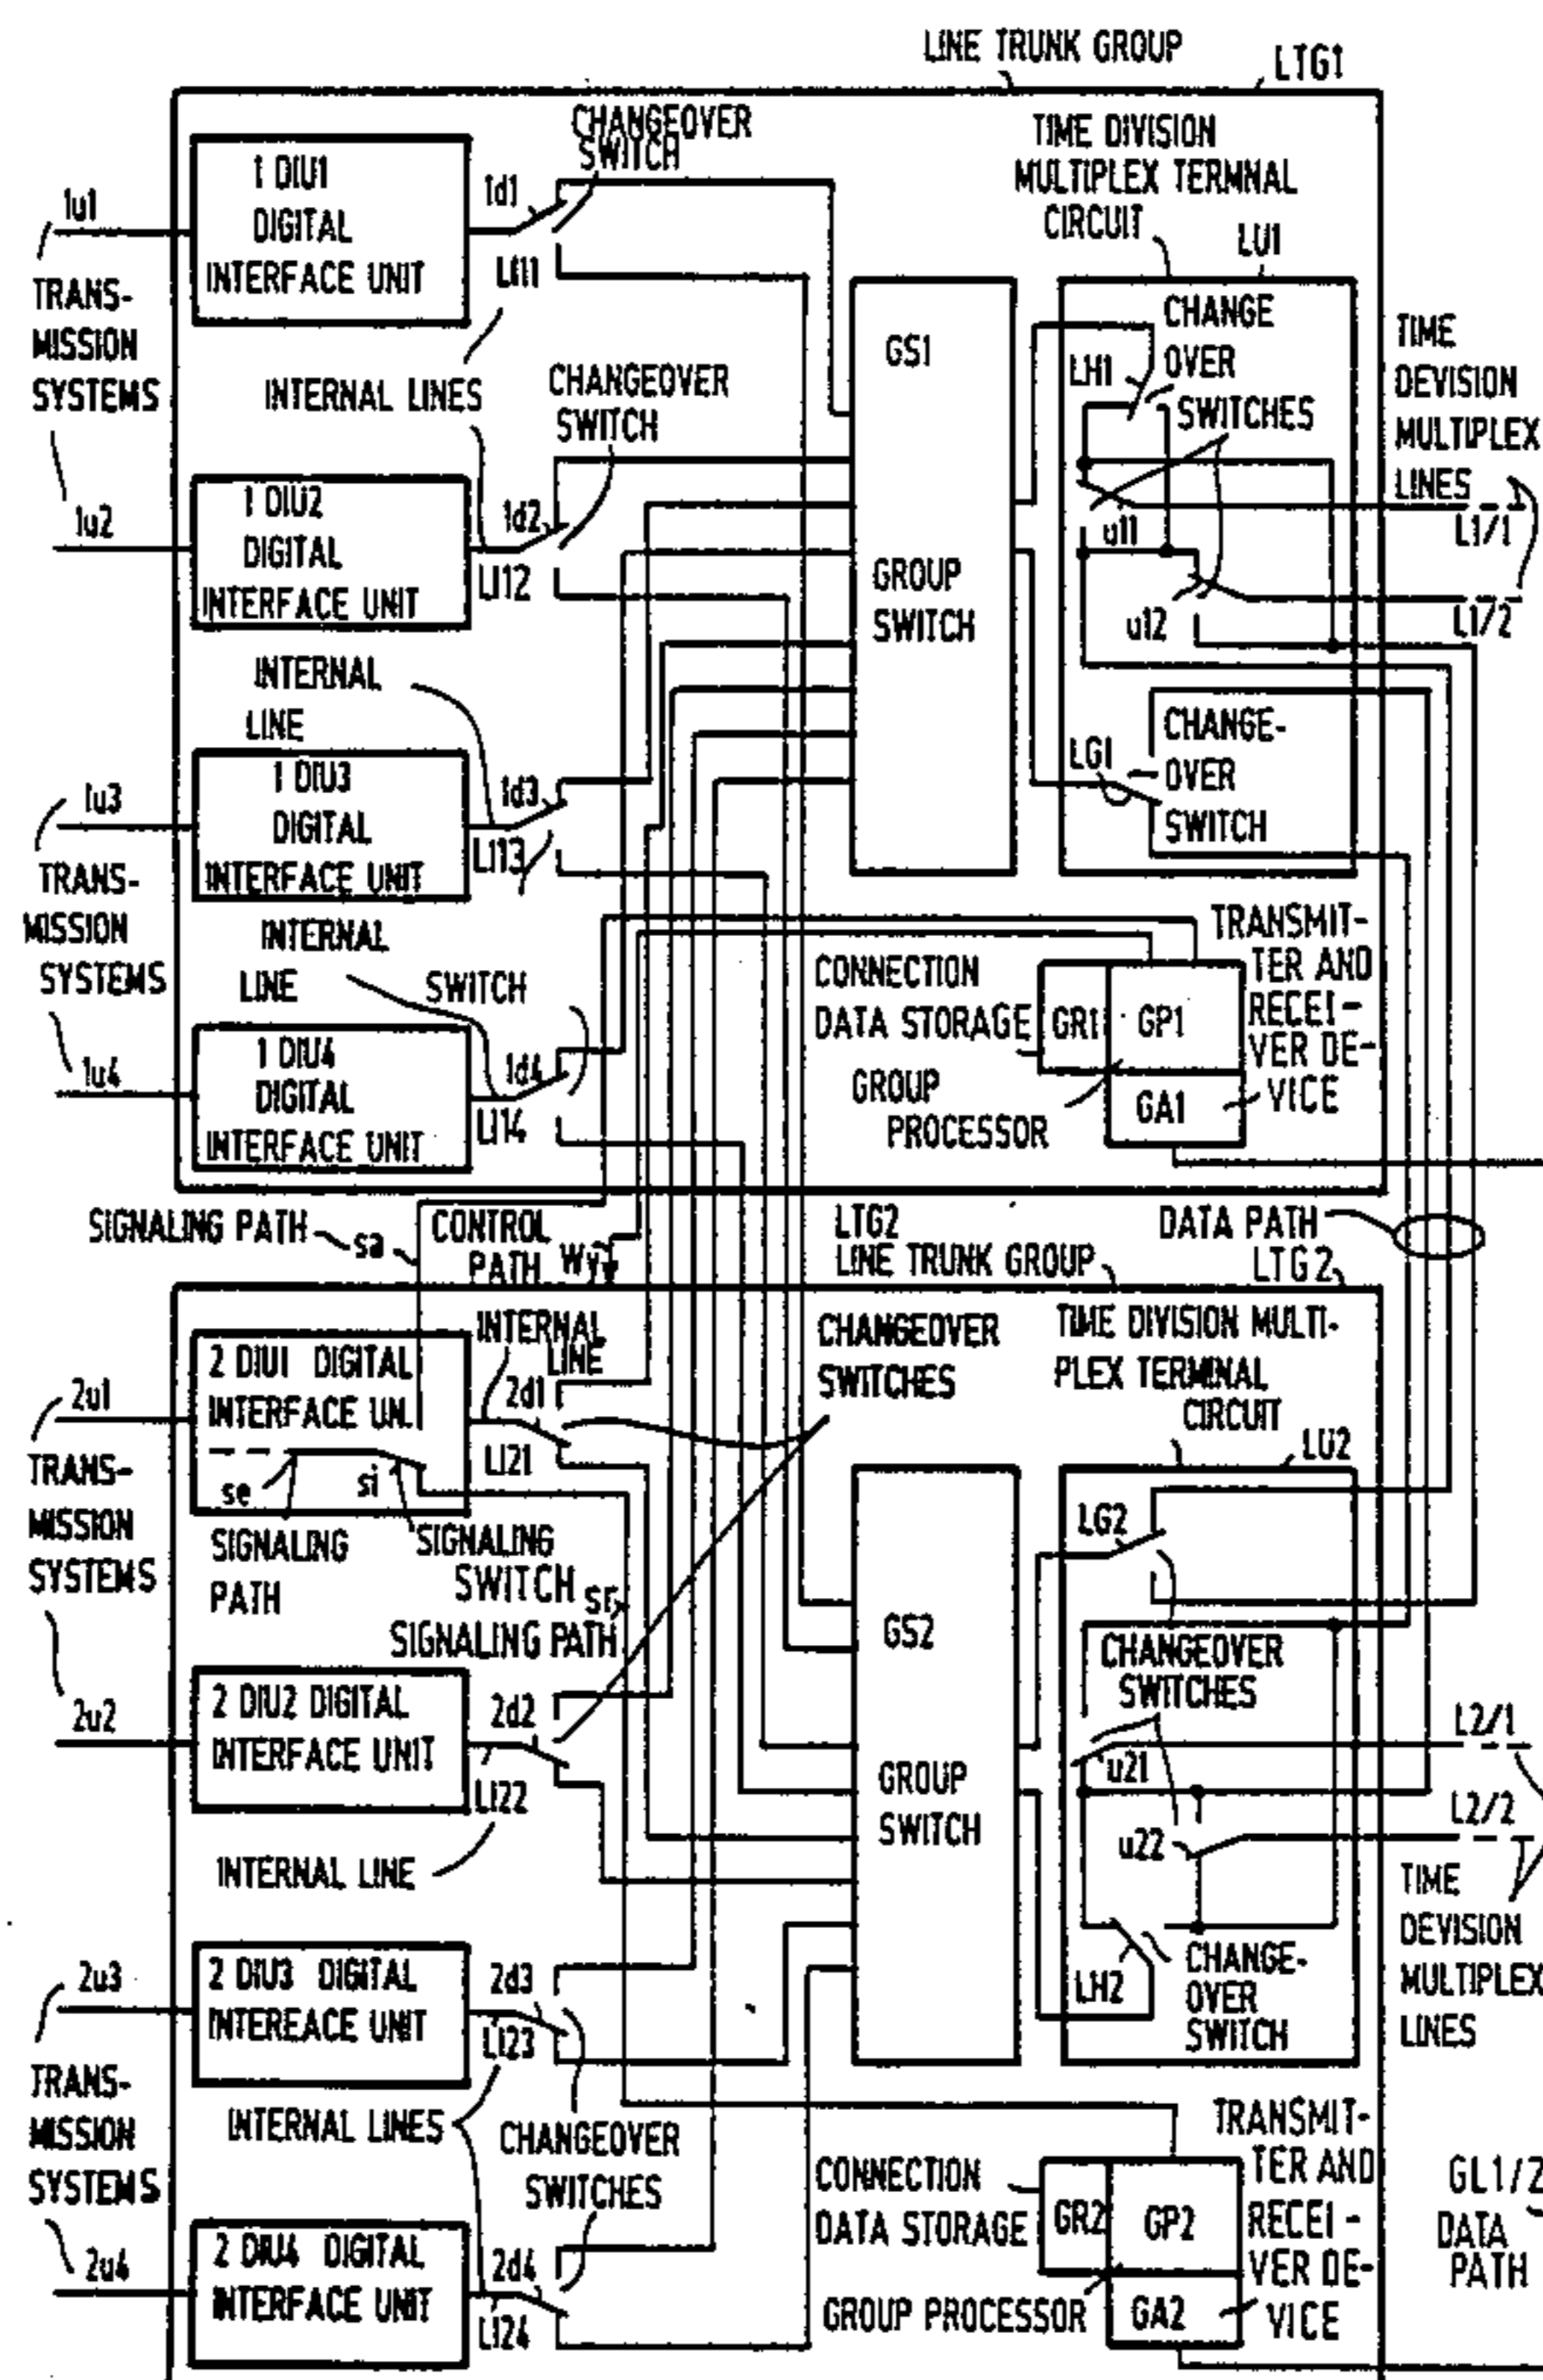 LINE TRUNK GROUP
LTG1
CHANGEOVER
SWITCH
TIME DIVISION
MULTIPLEX TERMNAL
CIRCUIT
LU1
1 DIU1
DIGITAL
INTERFACE UNIT
1u1
1d1
LI11
TRANS-
MISSION
SYSTEMS
INTERNAL LINES
CHANGEOVER
SWITCH
GS1
GROUP
SWITCH
CHANGE
OVER
SWITCHES
LH1
TIME
DEVISION
MULTIPLEX
LINES
L1/1
L1/2
u11
u12
1u2
1 DIU2
DIGITAL
INTERFACE UNIT
1d2
LI12
INTERNAL
LINE
1u3
1 DIU3
DIGITAL
INTERFACE UNIT
1d3
LI13
LG1
CHANGE-
OVER
SWITCH
TRANS-
MISSION
SYSTEMS
INTERNAL
LINE
SWITCH
1u4
1 DIU4
DIGITAL
INTERFACE UNIT
1d4
LI14
CONNECTION
DATA STORAGE
GR1
GP1
GA1
GROUP
PROCESSOR
TRANSMIT-
TER AND
RECEI-
VER DE-
VICE
SIGNALING PATH
sa
CONTROL
PATH
Wy
LTG2
LINE TRUNK GROUP
DATA PATH
LTG2
2u1
2 DIU1 DIGITAL
INTERFACE UN.
INTERNAL
LINE
2d1
LI21
CHANGEOVER
SWITCHES
TIME DIVISION MULTI-
PLEX TERMINAL
CIRCUIT
LU2
TRANS-
MISSION
SYSTEMS
se
si
SIGNALING
PATH
SIGNALING
SWITCH
sr
SIGNALING PATH
GS2
GROUP
SWITCH
LG2
CHANGEOVER
SWITCHES
2u2
2 DIU2 DIGITAL
INTERFACE UNIT
2d2
LI22
INTERNAL LINE
u21
u22
L2/1
L2/2
TIME
DEVISION
MULTIPLEX
LINES
LH2
CHANGE-
OVER
SWITCH
2u3
2 DIU3 DIGITAL
INTEREACE UNIT
2d3
LI23
TRANS-
MISSION
SYSTEMS
INTERNAL LINES
CHANGEOVER
SWITCHES
2u4
2 DIU4 DIGITAL
INTERFACE UNIT
2d4
LI24
CONNECTION
DATA STORAGE
GR2
GP2
GA2
GROUP PROCESSOR
TRANSMIT-
TER AND
RECEI-
VER DE-
VICE
GL1/2
DATA
PATH